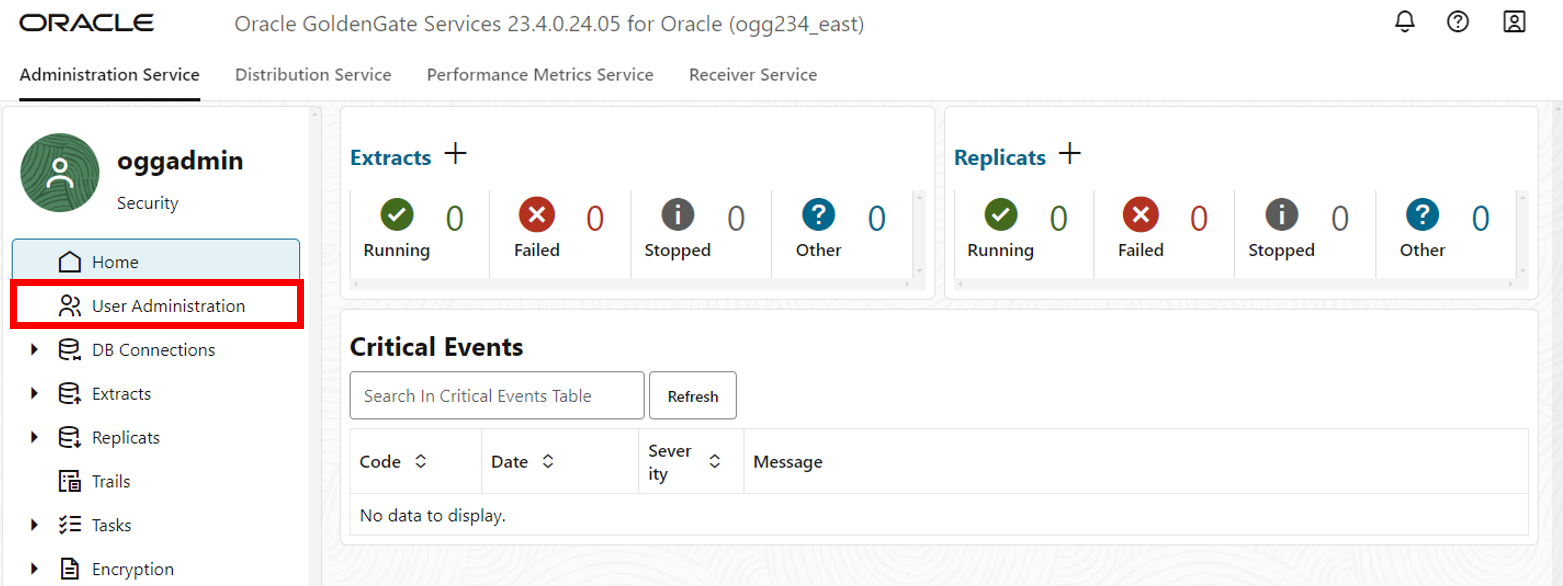 ORACLE Oracle GoldenGate Services 23.4.0.24.05 for Oracle (ogg234_east)
Administration Service Distribution Service Performance Metrics Service Receiver Service
oggadmin
Security
Home
User Administration
DB Connections
Extracts
Replicats
Trails
Tasks
Encryption
Extracts
0 0 0 0
Running Failed Stopped Other
Replicats
0 0 0 0
Running Failed Stopped Other
Critical Events
Search In Critical Events Table Refresh
Code Date Sever
ity Message
No data to display.